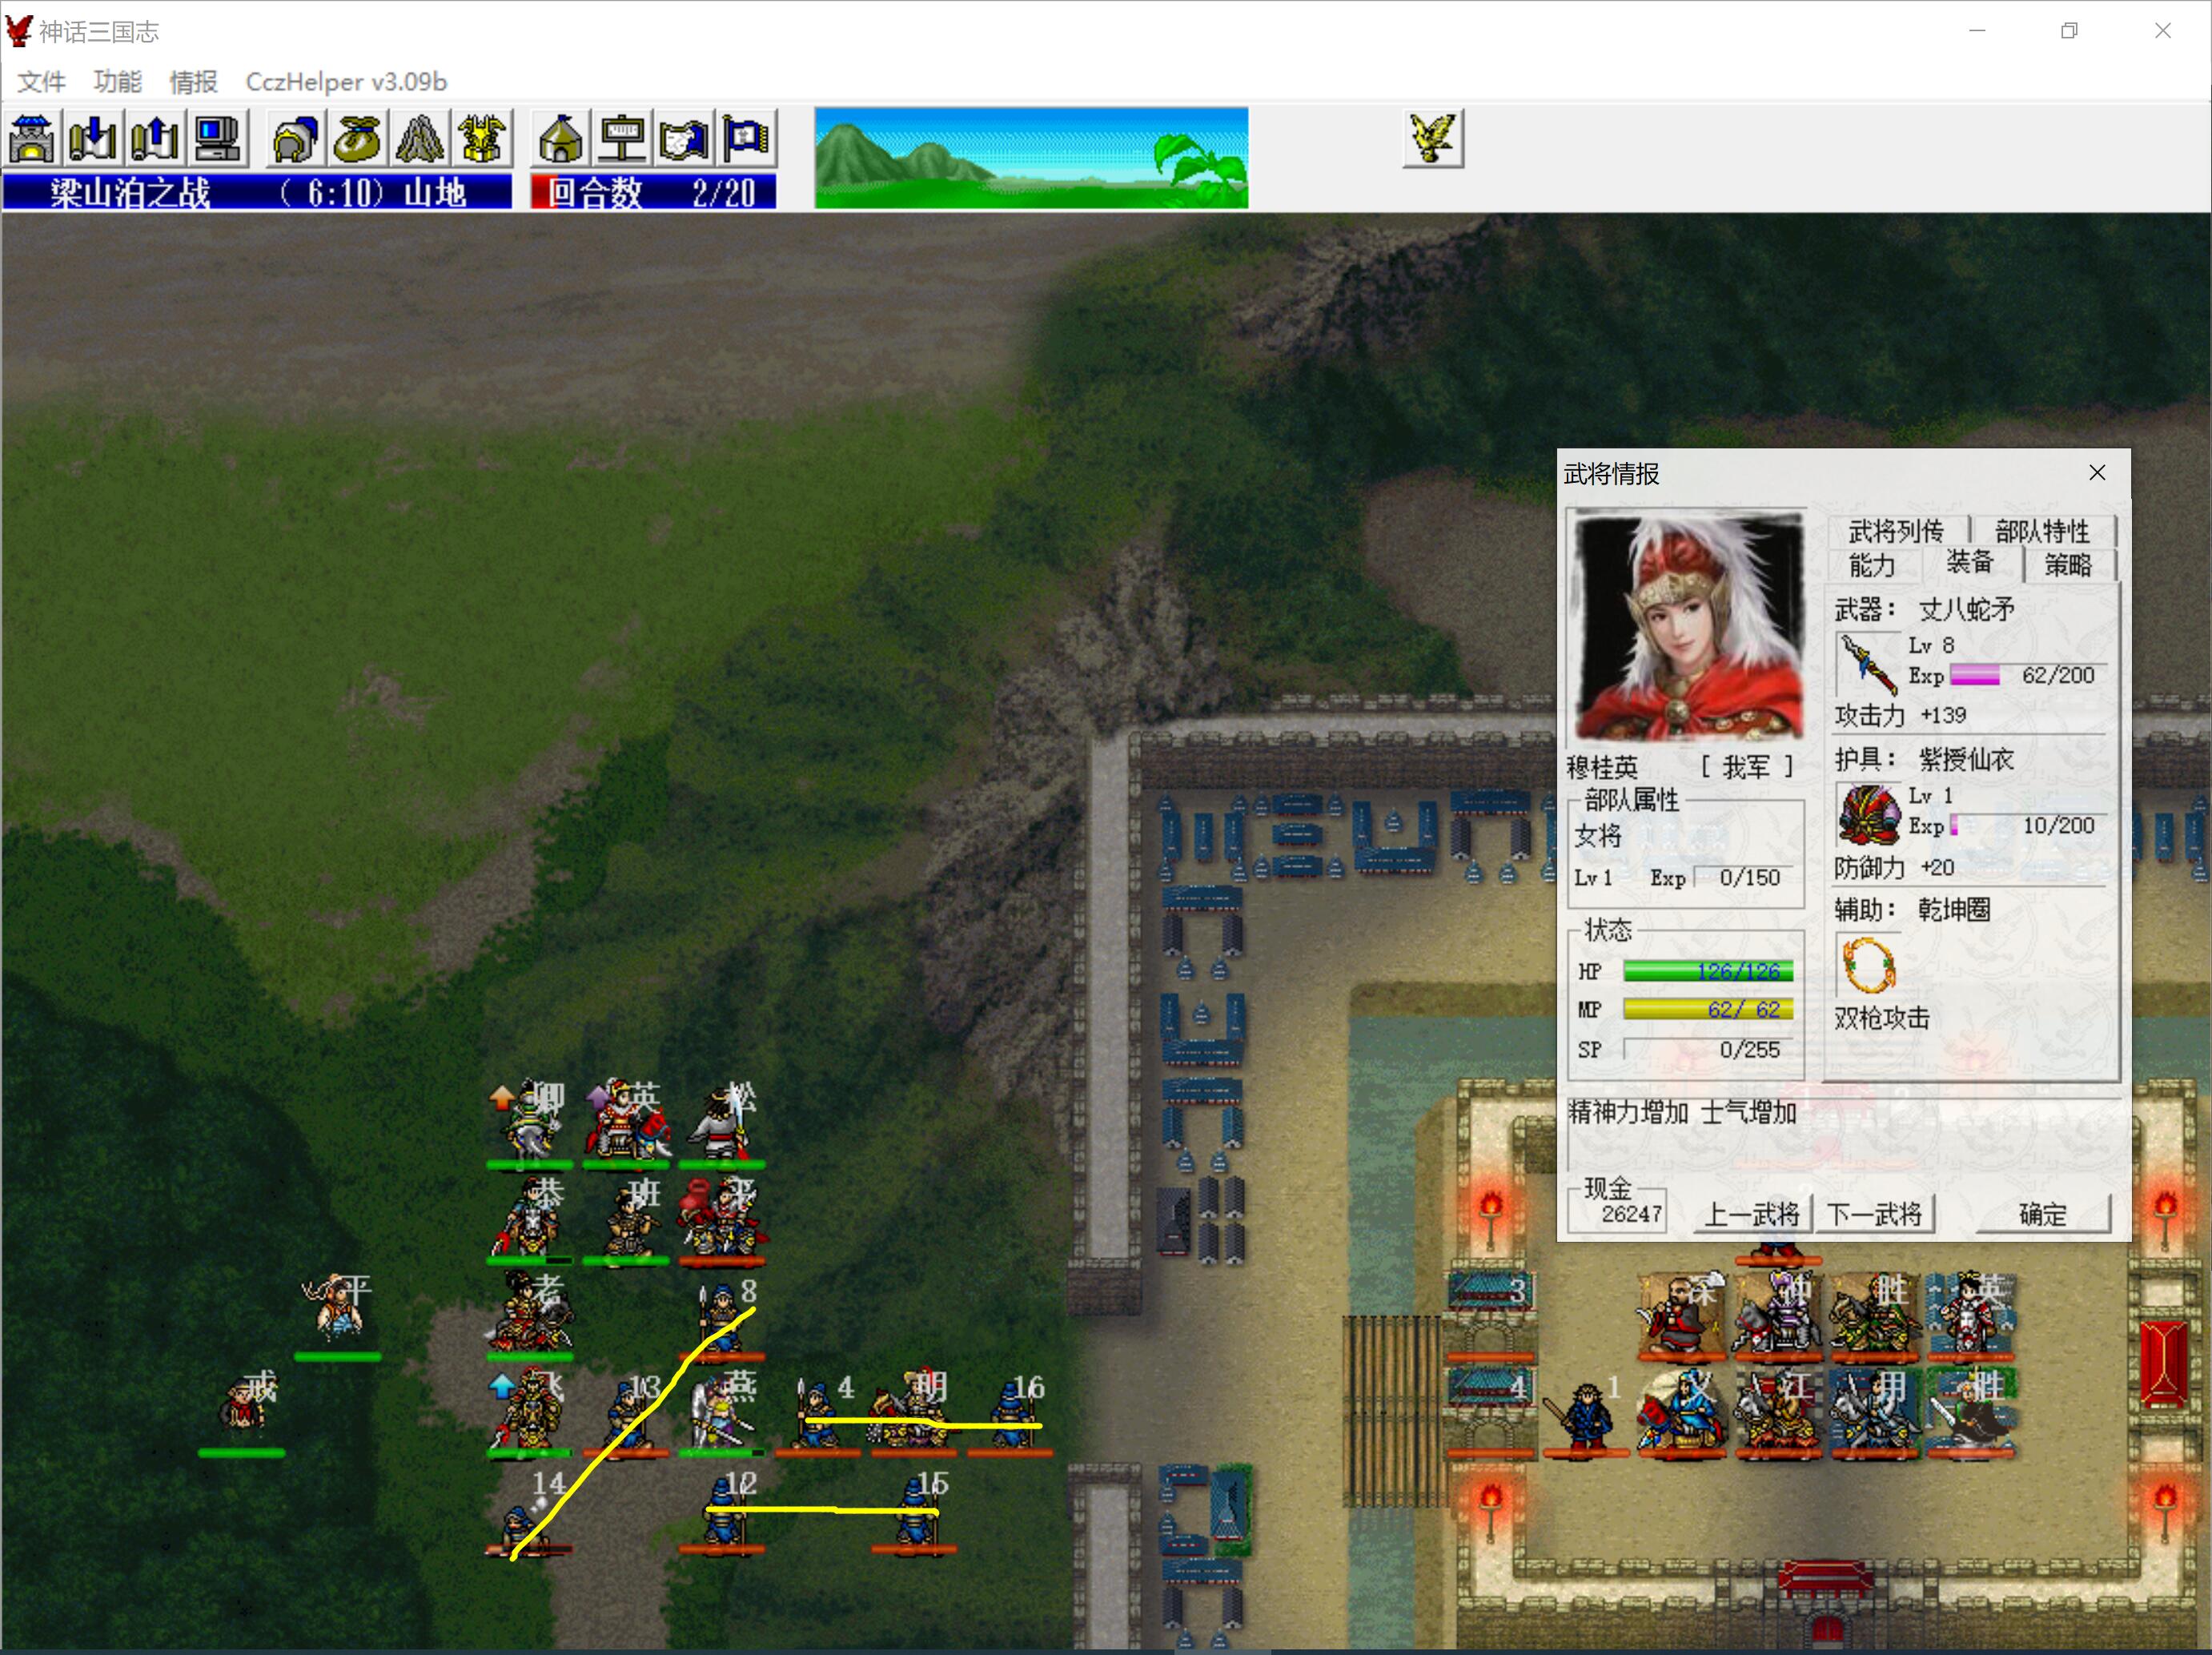 神话三国志
文件 功能 情报 CczHelper v3.09b
梁山泊之战 ( 6:10) 山地 回合数 2/20
武将情报
武将列传 部队特性
能力 装备 策略
武器： 丈八蛇矛
Lv 8
Exp 62/200
攻击力 +139
穆桂英 [ 我军 ]
护具： 紫授仙衣
部队属性
Lv 1
女将
Exp 10/200
防御力 +20
Lv 1 Exp 0/150
辅助： 乾坤圈
状态
HP 126/126
MP 62/ 62
双枪攻击
SP 0/255
精神力增加 士气增加
现金
26247 上一武将 下一武将 确定
卿 英 松
恭 班 平
平 老 8 3 深 冲 胜 英
戒 飞 13 燕 4 明 16 4 1 义 江 用 胜
14 12 15